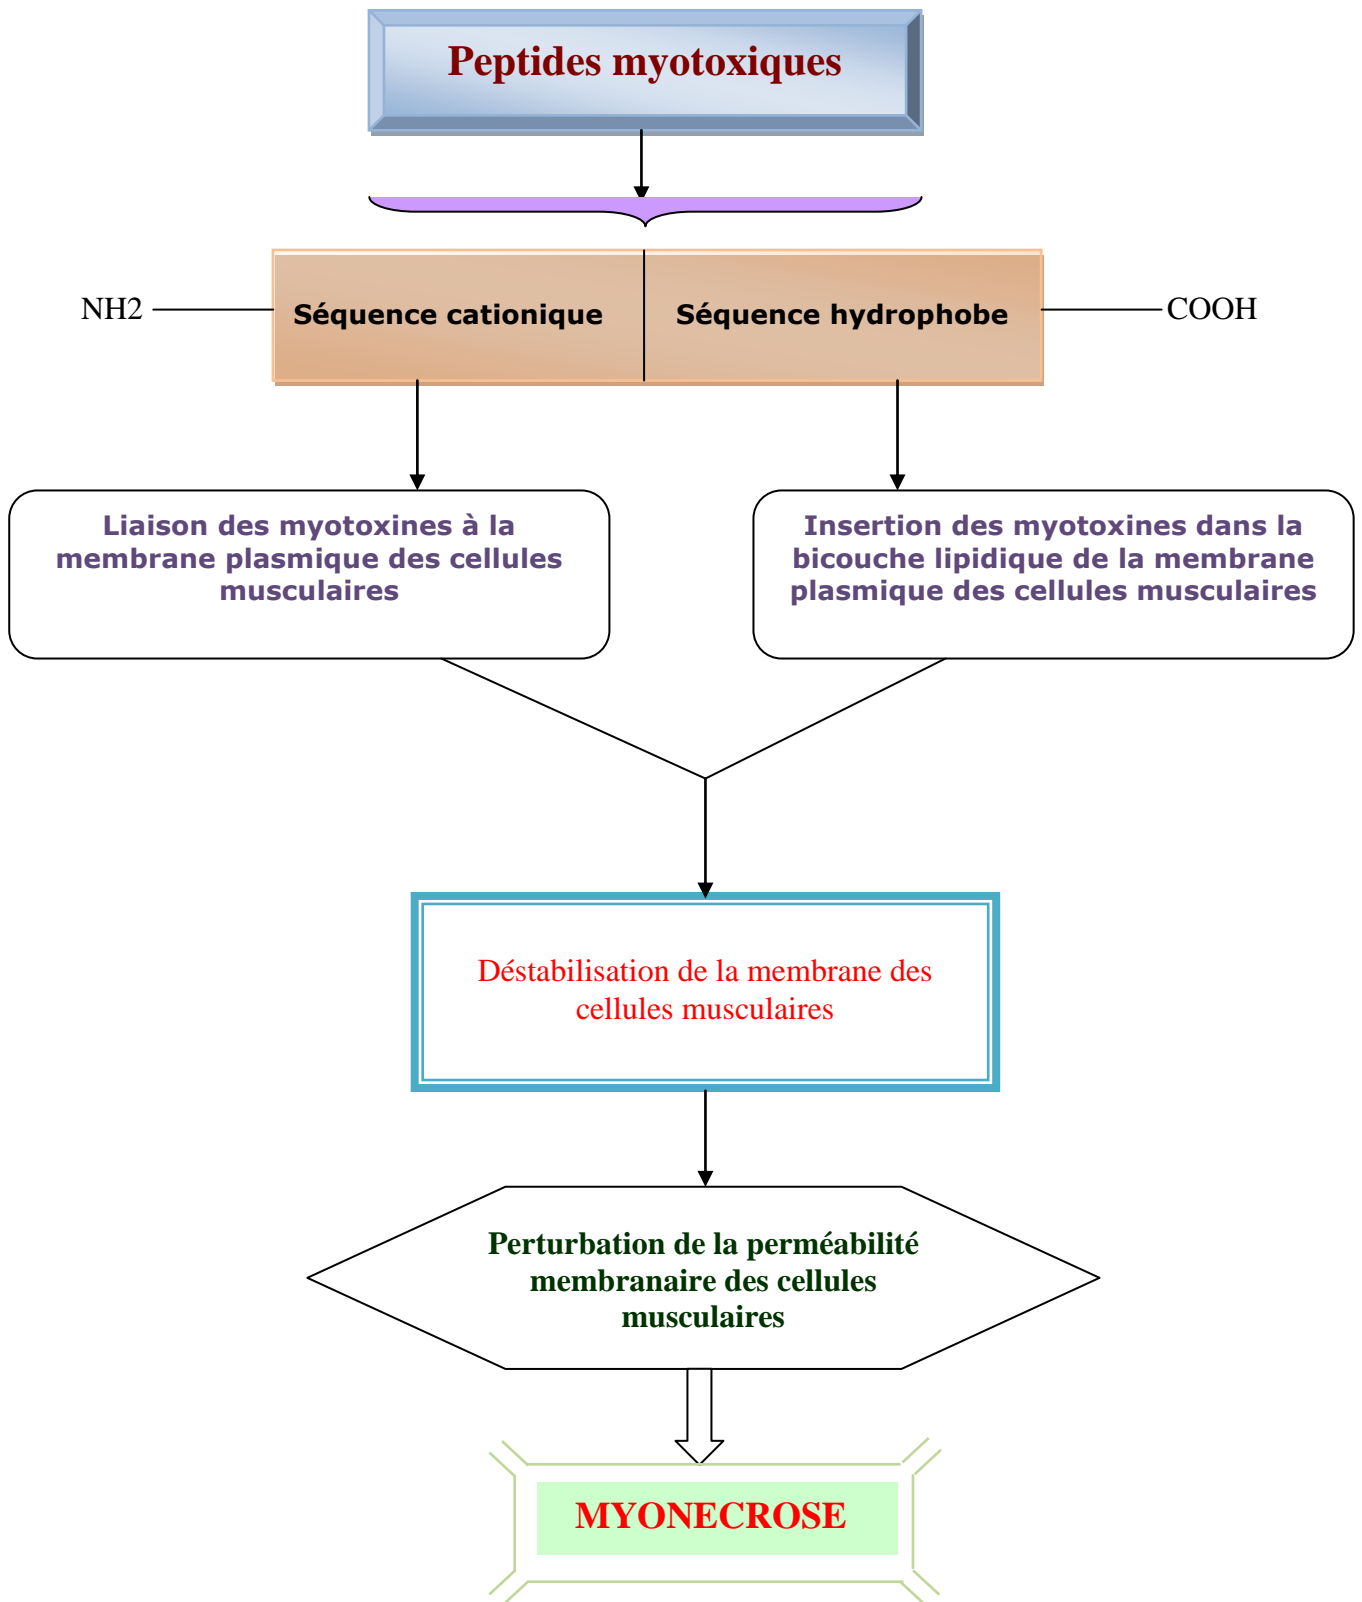 Peptides myotoxiques
NH2
Séquence cationique
Séquence hydrophobe
COOH
Liaison des myotoxines à la
membrane plasmique des cellules
musculaires
Insertion des myotoxines dans la
bicouche lipidique de la membrane
plasmique des cellules musculaires
Déstabilisation de la membrane des
cellules musculaires
Perturbation de la perméabilité
membranaire des cellules
musculaires
MYONECROSE